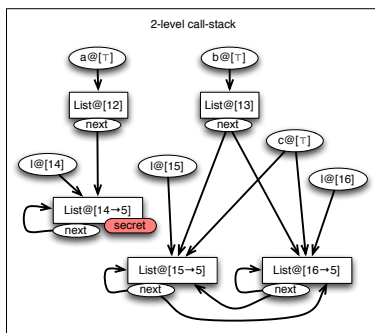 2-level call-stack
a@[⊤]
b@[⊤]
List@[12]
next
List@[13]
next
c@[⊤]
l@[14]
l@[15]
l@[16]
List@[14→5]
next
secret
List@[15→5]
next
List@[16→5]
next